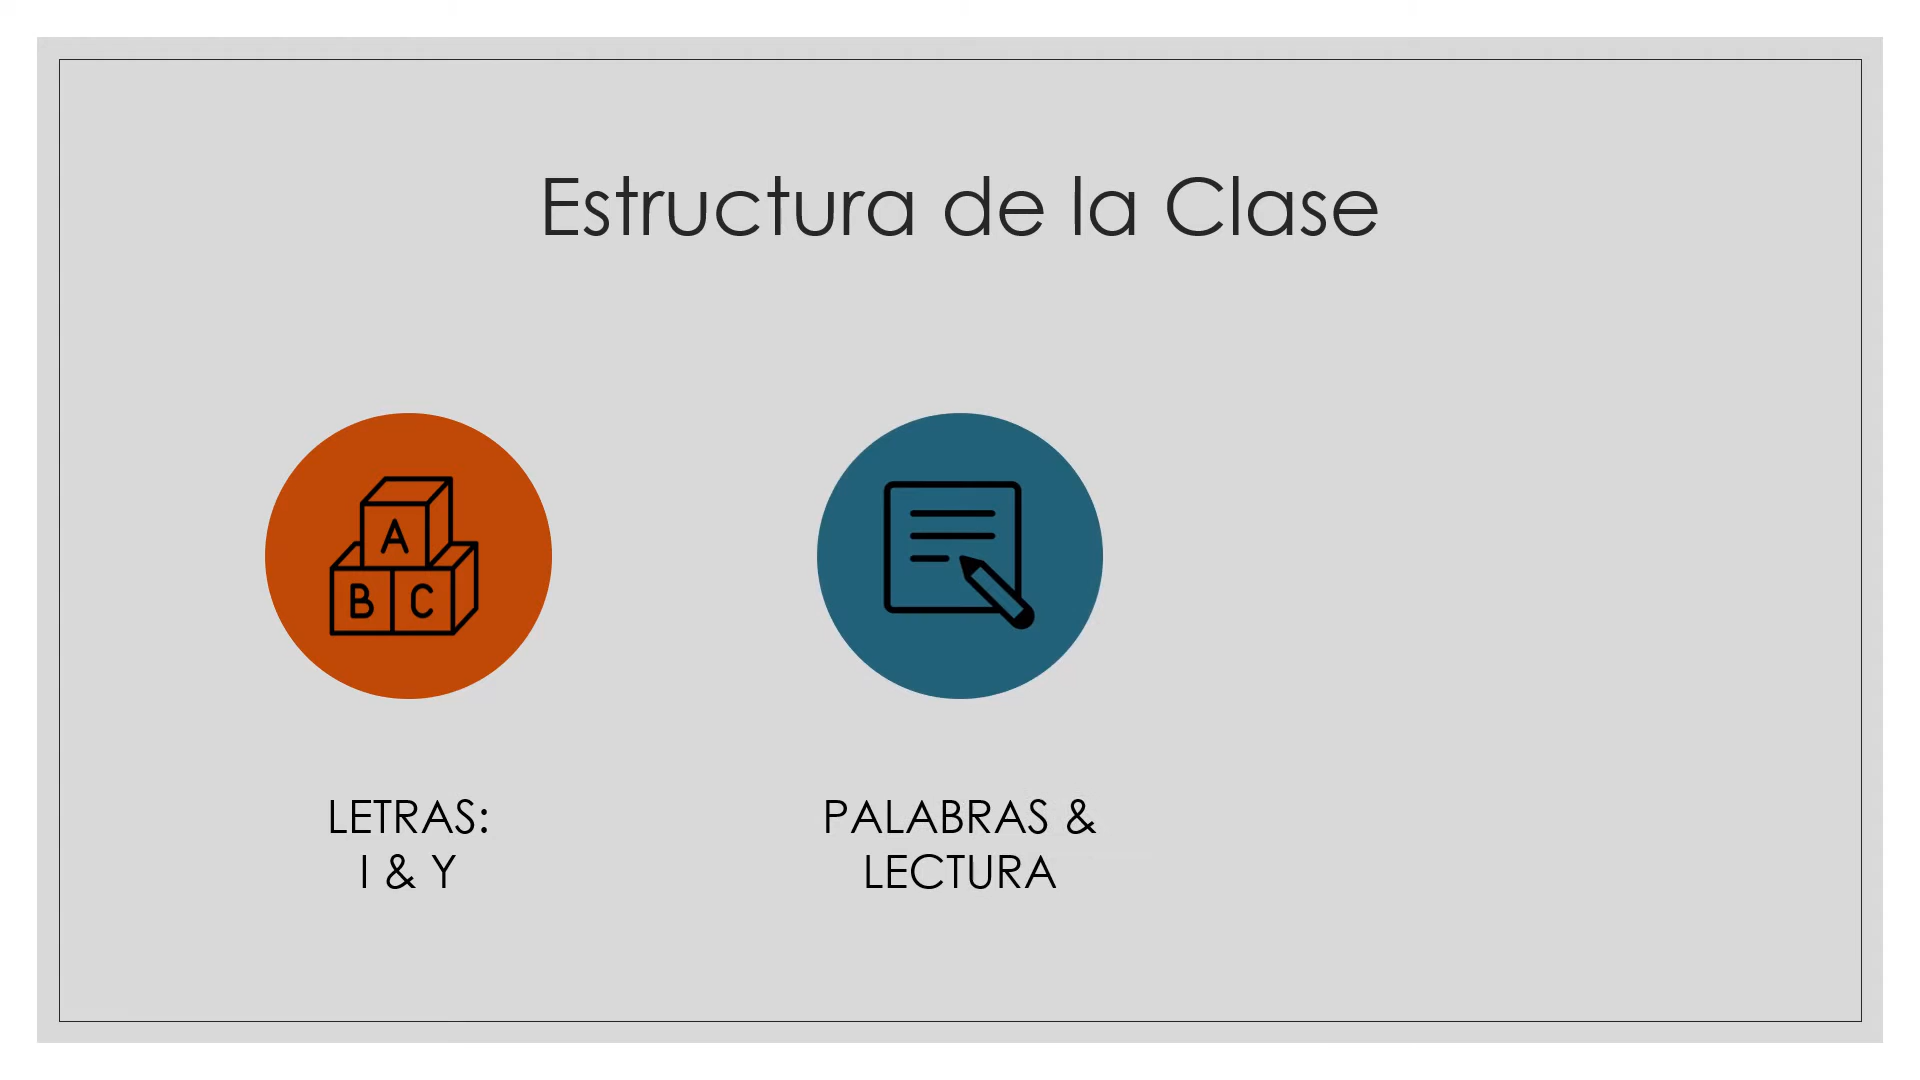 Estructura de la Clase
A
B C
LETRAS:
I & Y
PALABRAS &
LECTURA